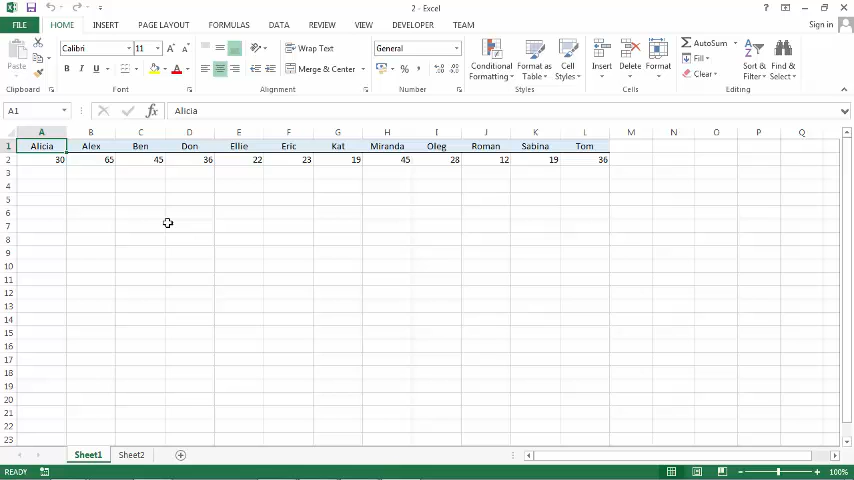 2 - Excel
Sign in
FILE HOME INSERT PAGE LAYOUT FORMULAS DATA REVIEW VIEW DEVELOPER TEAM
Paste
Calibri 11
B I U
A A
Wrap Text
Merge & Center
General
$ % ,
Conditional Formatting
Format as Table
Cell Styles
Insert Delete Format
AutoSum
Fill
Clear
Sort & Filter
Find & Select
Clipboard Font Alignment Number Styles Cells Editing
A1 fx Alicia
A B C D E F G H I J K L M N O P Q
1 Alicia Alex Ben Don Ellie Eric Kat Miranda Oleg Roman Sabina Tom
2 30 65 45 36 22 23 19 45 28 12 19 36
3
4
5
6
7
8
9
10
11
12
13
14
15
16
17
18
19
20
21
22
23
Sheet1 Sheet2
READY 100%